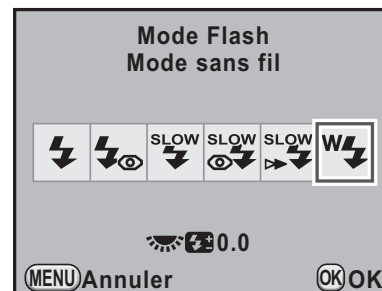 Mode Flash
Mode sans fil
SLOW SLOW SLOW W
0.0
MENU Annuler OK OK